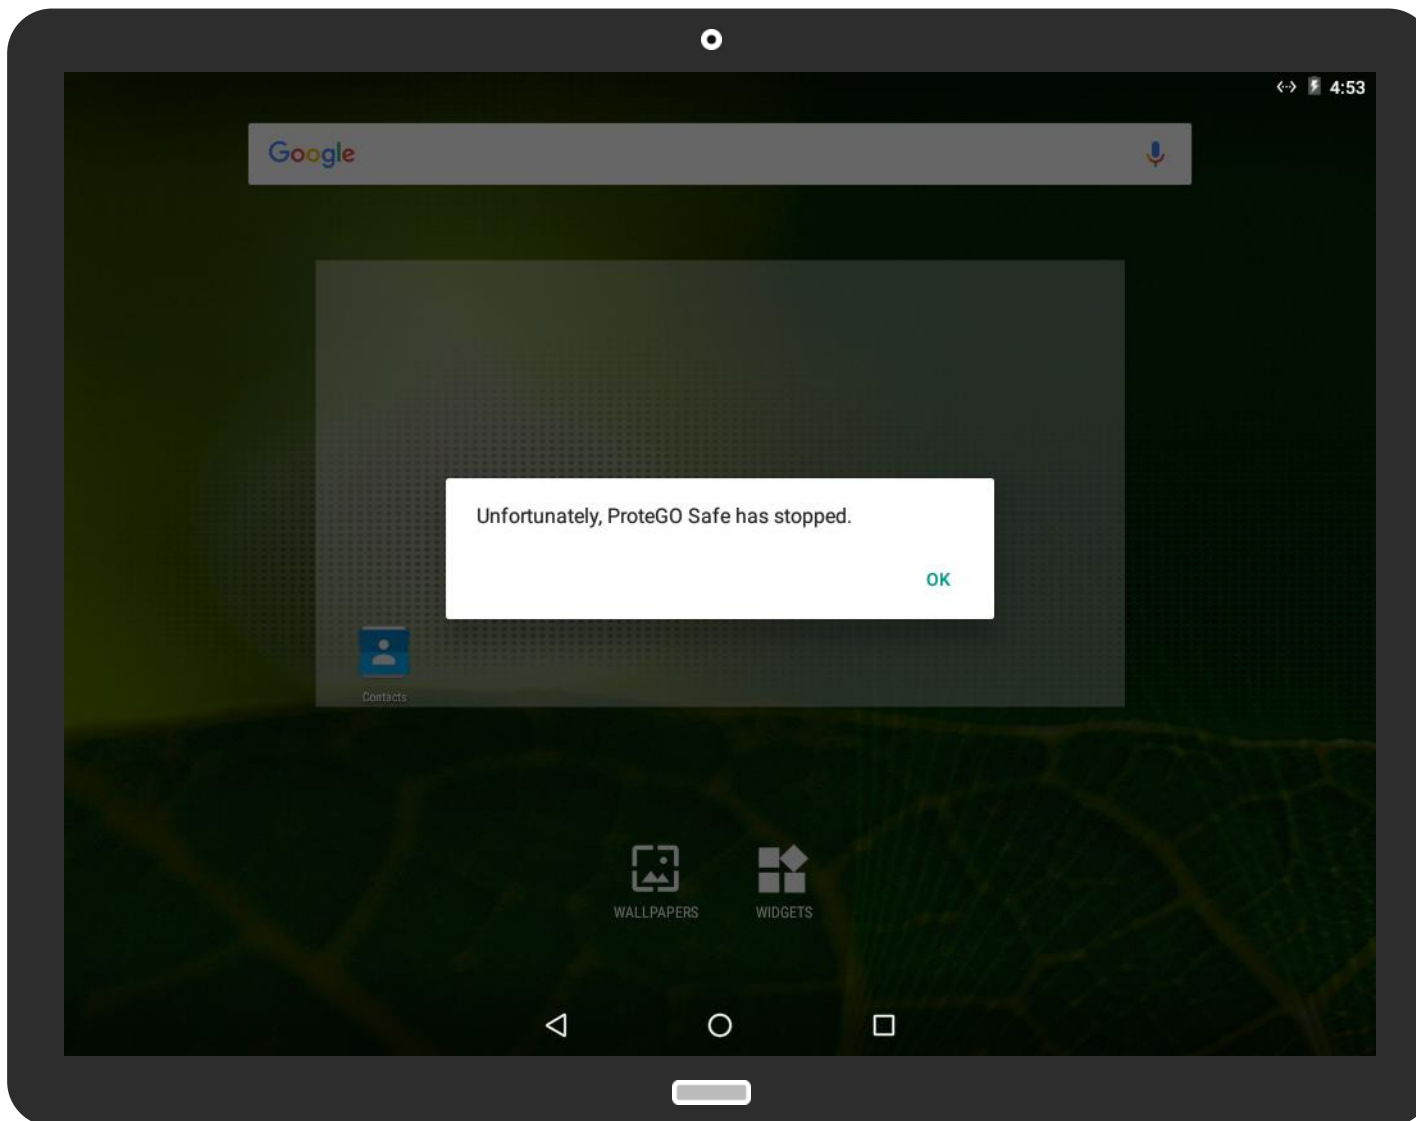 4:53
Google
Unfortunately, ProteGO Safe has stopped.
OK
Contacts
WALLPAPERS
WIDGETS